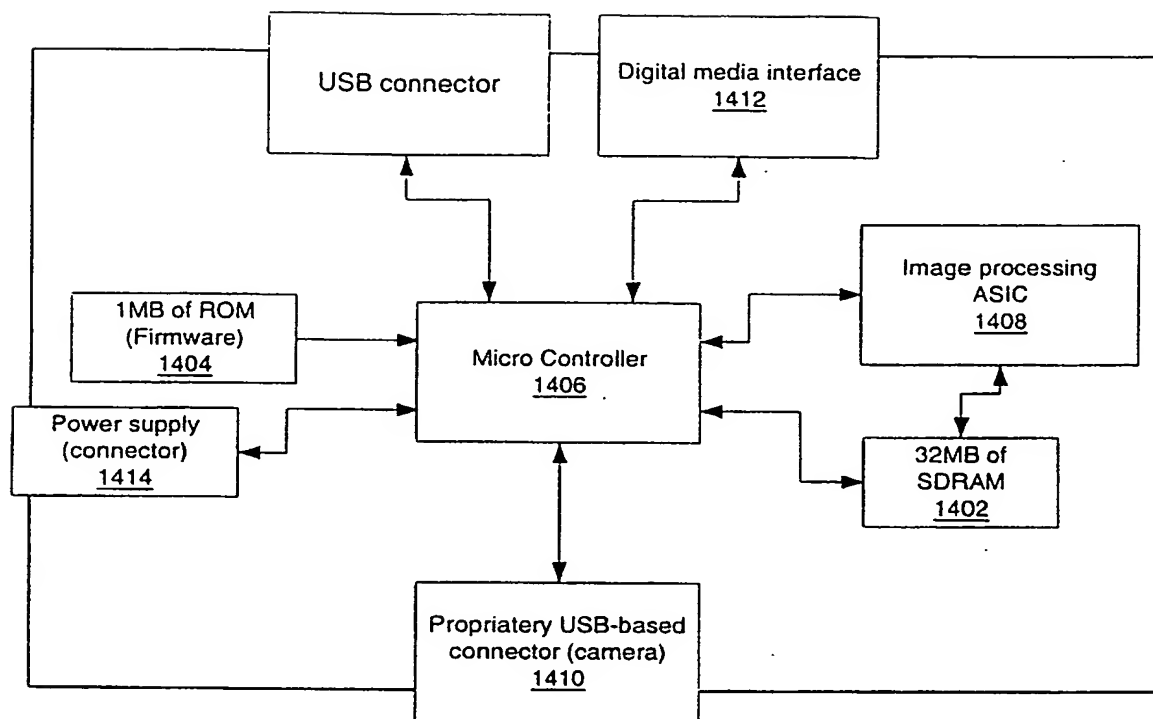 USB connector
Digital media interface
1412
1MB of ROM
(Firmware)
1404
Micro Controller
1406
Image processing
ASIC
1408
Power supply
(connector)
1414
32MB of
SDRAM
1402
Propriatery USB-based
connector (camera)
1410